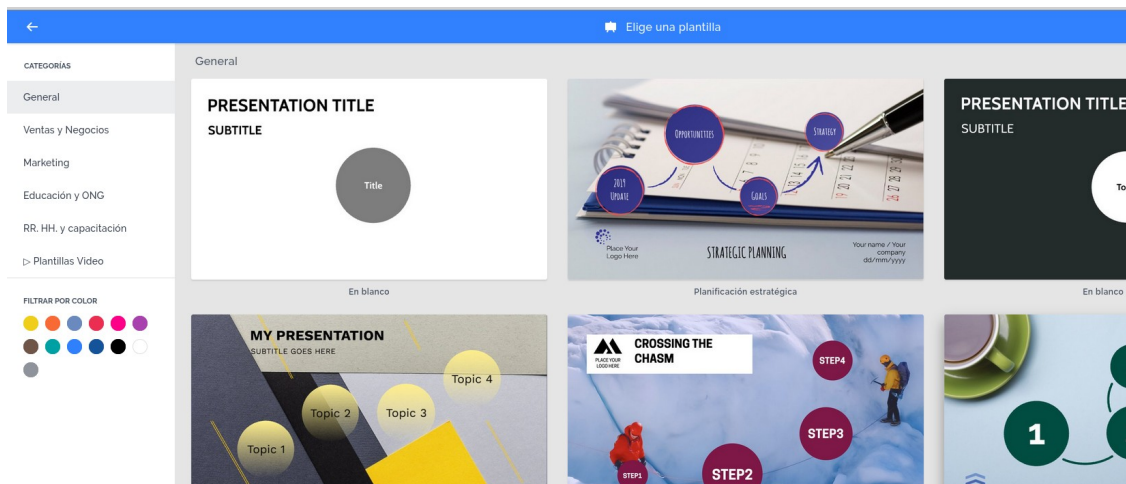 Elige una plantilla
CATEGORÍAS
General
Ventas y Negocios
Marketing
Educación y ONG
RR. HH. y capacitación
▷ Plantillas Video
FILTRAR POR COLOR
General
PRESENTATION TITLE
SUBTITLE
Title
En blanco
OPPORTUNITIES
STRATEGY
2019
UPDATE
GOALS
Place Your
Logo Here
STRATEGIC PLANNING
Your name / Your
company
dd/mm/yyyy
Planificación estratégica
PRESENTATION TITLE
SUBTITLE
To
En blanco
MY PRESENTATION
SUBTITLE GOES HERE
Topic 4
Topic 2
Topic 3
Topic 1
PLACE YOUR
LOGO HERE
CROSSING THE
CHASM
STEP4
STEP3
STEP1
STEP2
1